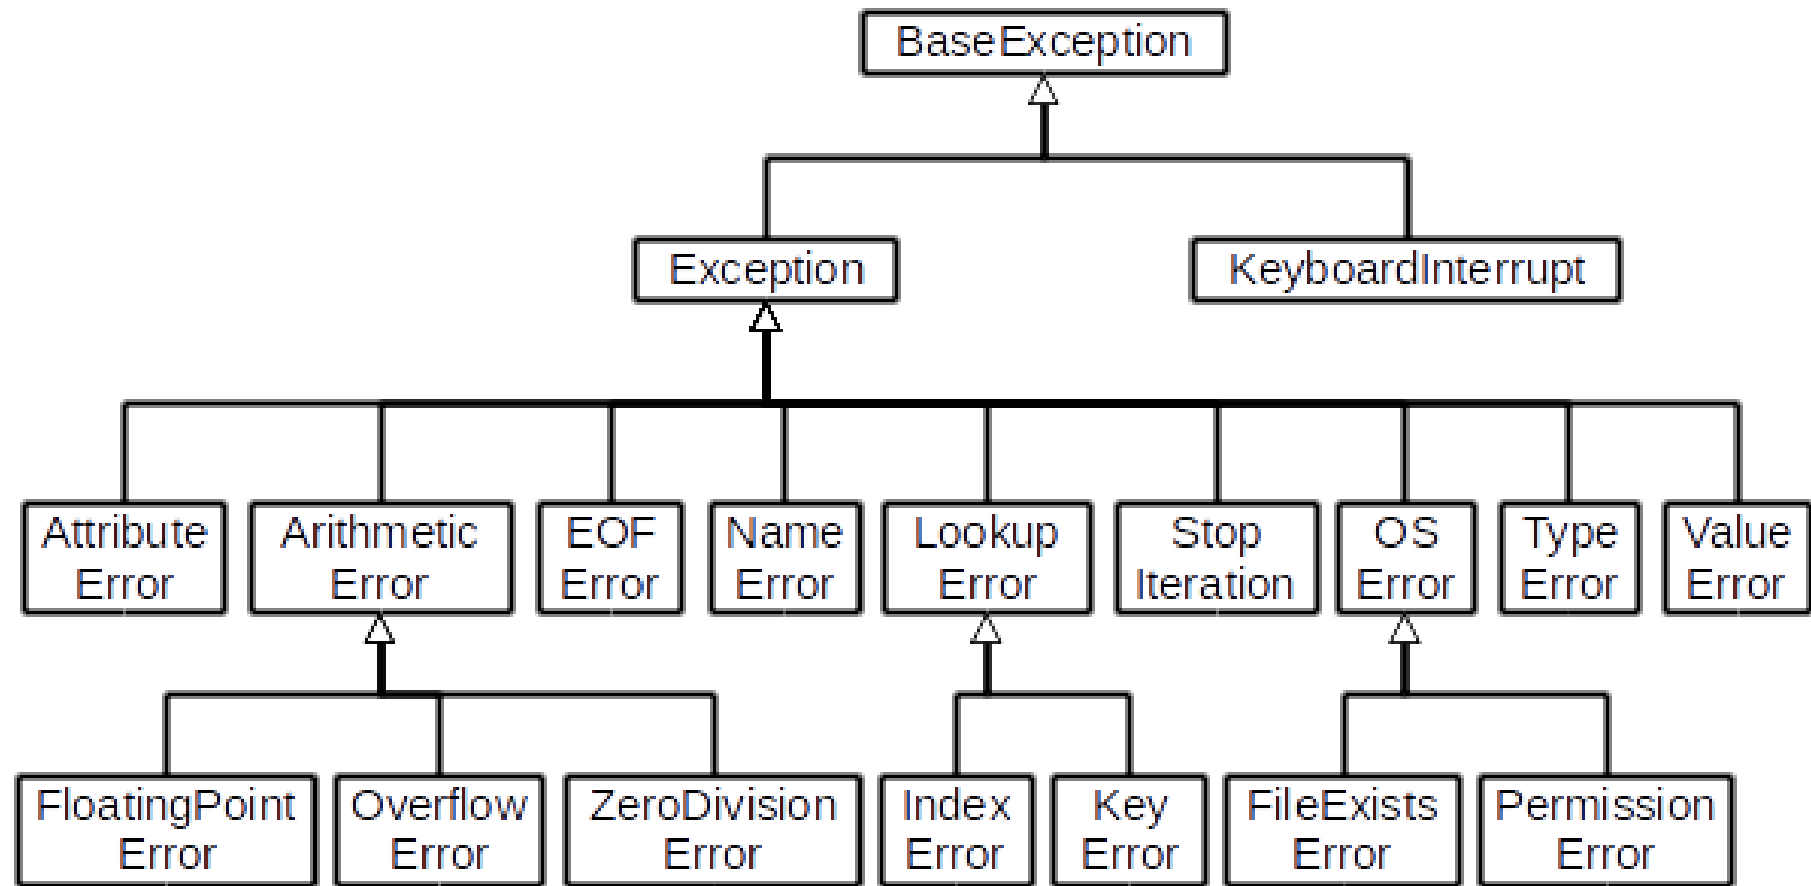 BaseException
Exception
KeyboardInterrupt
Attribute
Error
Arithmetic
Error
EOF
Error
Name
Error
Lookup
Error
Stop
Iteration
OS
Error
Type
Error
Value
Error
FloatingPoint
Error
Overflow
Error
ZeroDivision
Error
Index
Error
Key
Error
FileExists
Error
Permission
Error